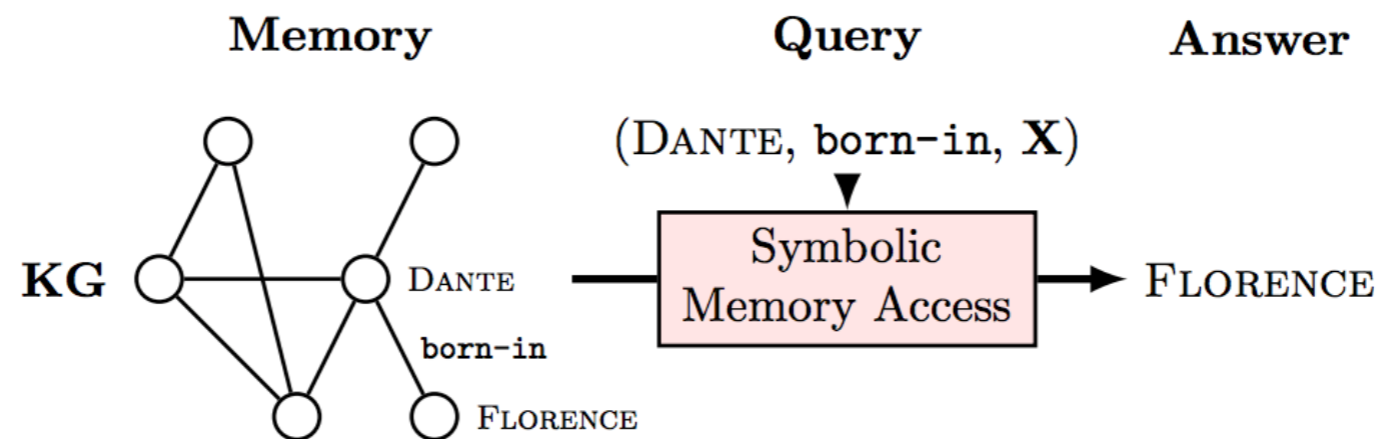 Memory
Query
Answer
(DANTE, born-in, X)
KG
DANTE
born-in
FLORENCE
Symbolic
Memory Access
FLORENCE